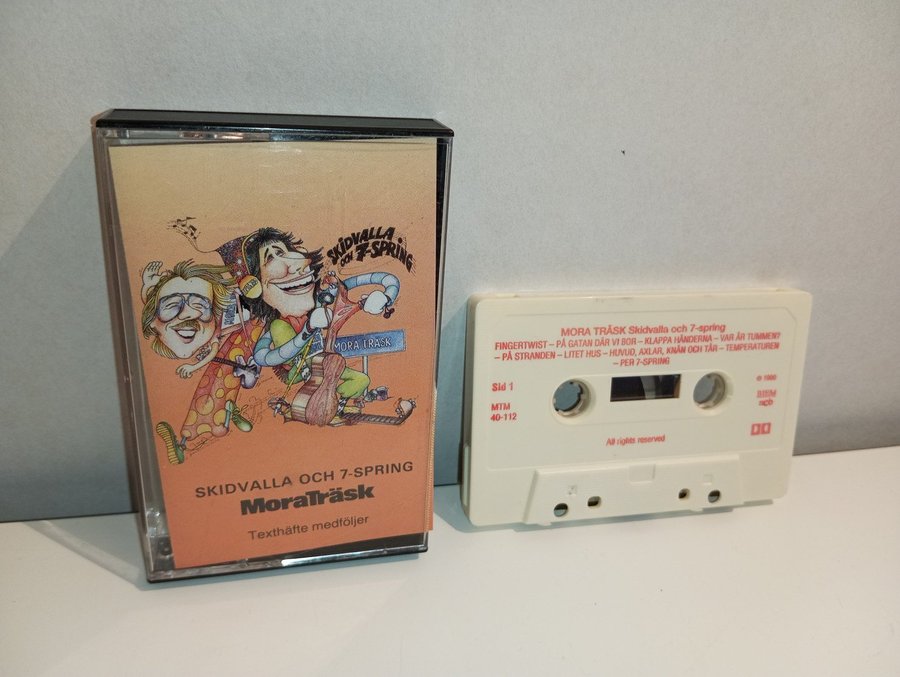 SKIDVALLA
OCH 7-SPRING
MORA TRÄSK
SKIDVALLA OCH 7-SPRING
MoraTräsk
Texthäfte medföljer
MORA TRÄSK Skidvalla och 7-spring
FINGERTWIST – PÅ GATAN DÄR VI BOR – KLAPPA HÄNDERNA – VAR ÄR TUMMEN?
– PÅ STRANDEN – LITET HUS – HUVUD, AXLAR, KNÄN OCH TÅR – TEMPERATUREN
– PER 7-SPRING
Sid 1
MTM
40-112
BIEM
ncb
All rights reserved